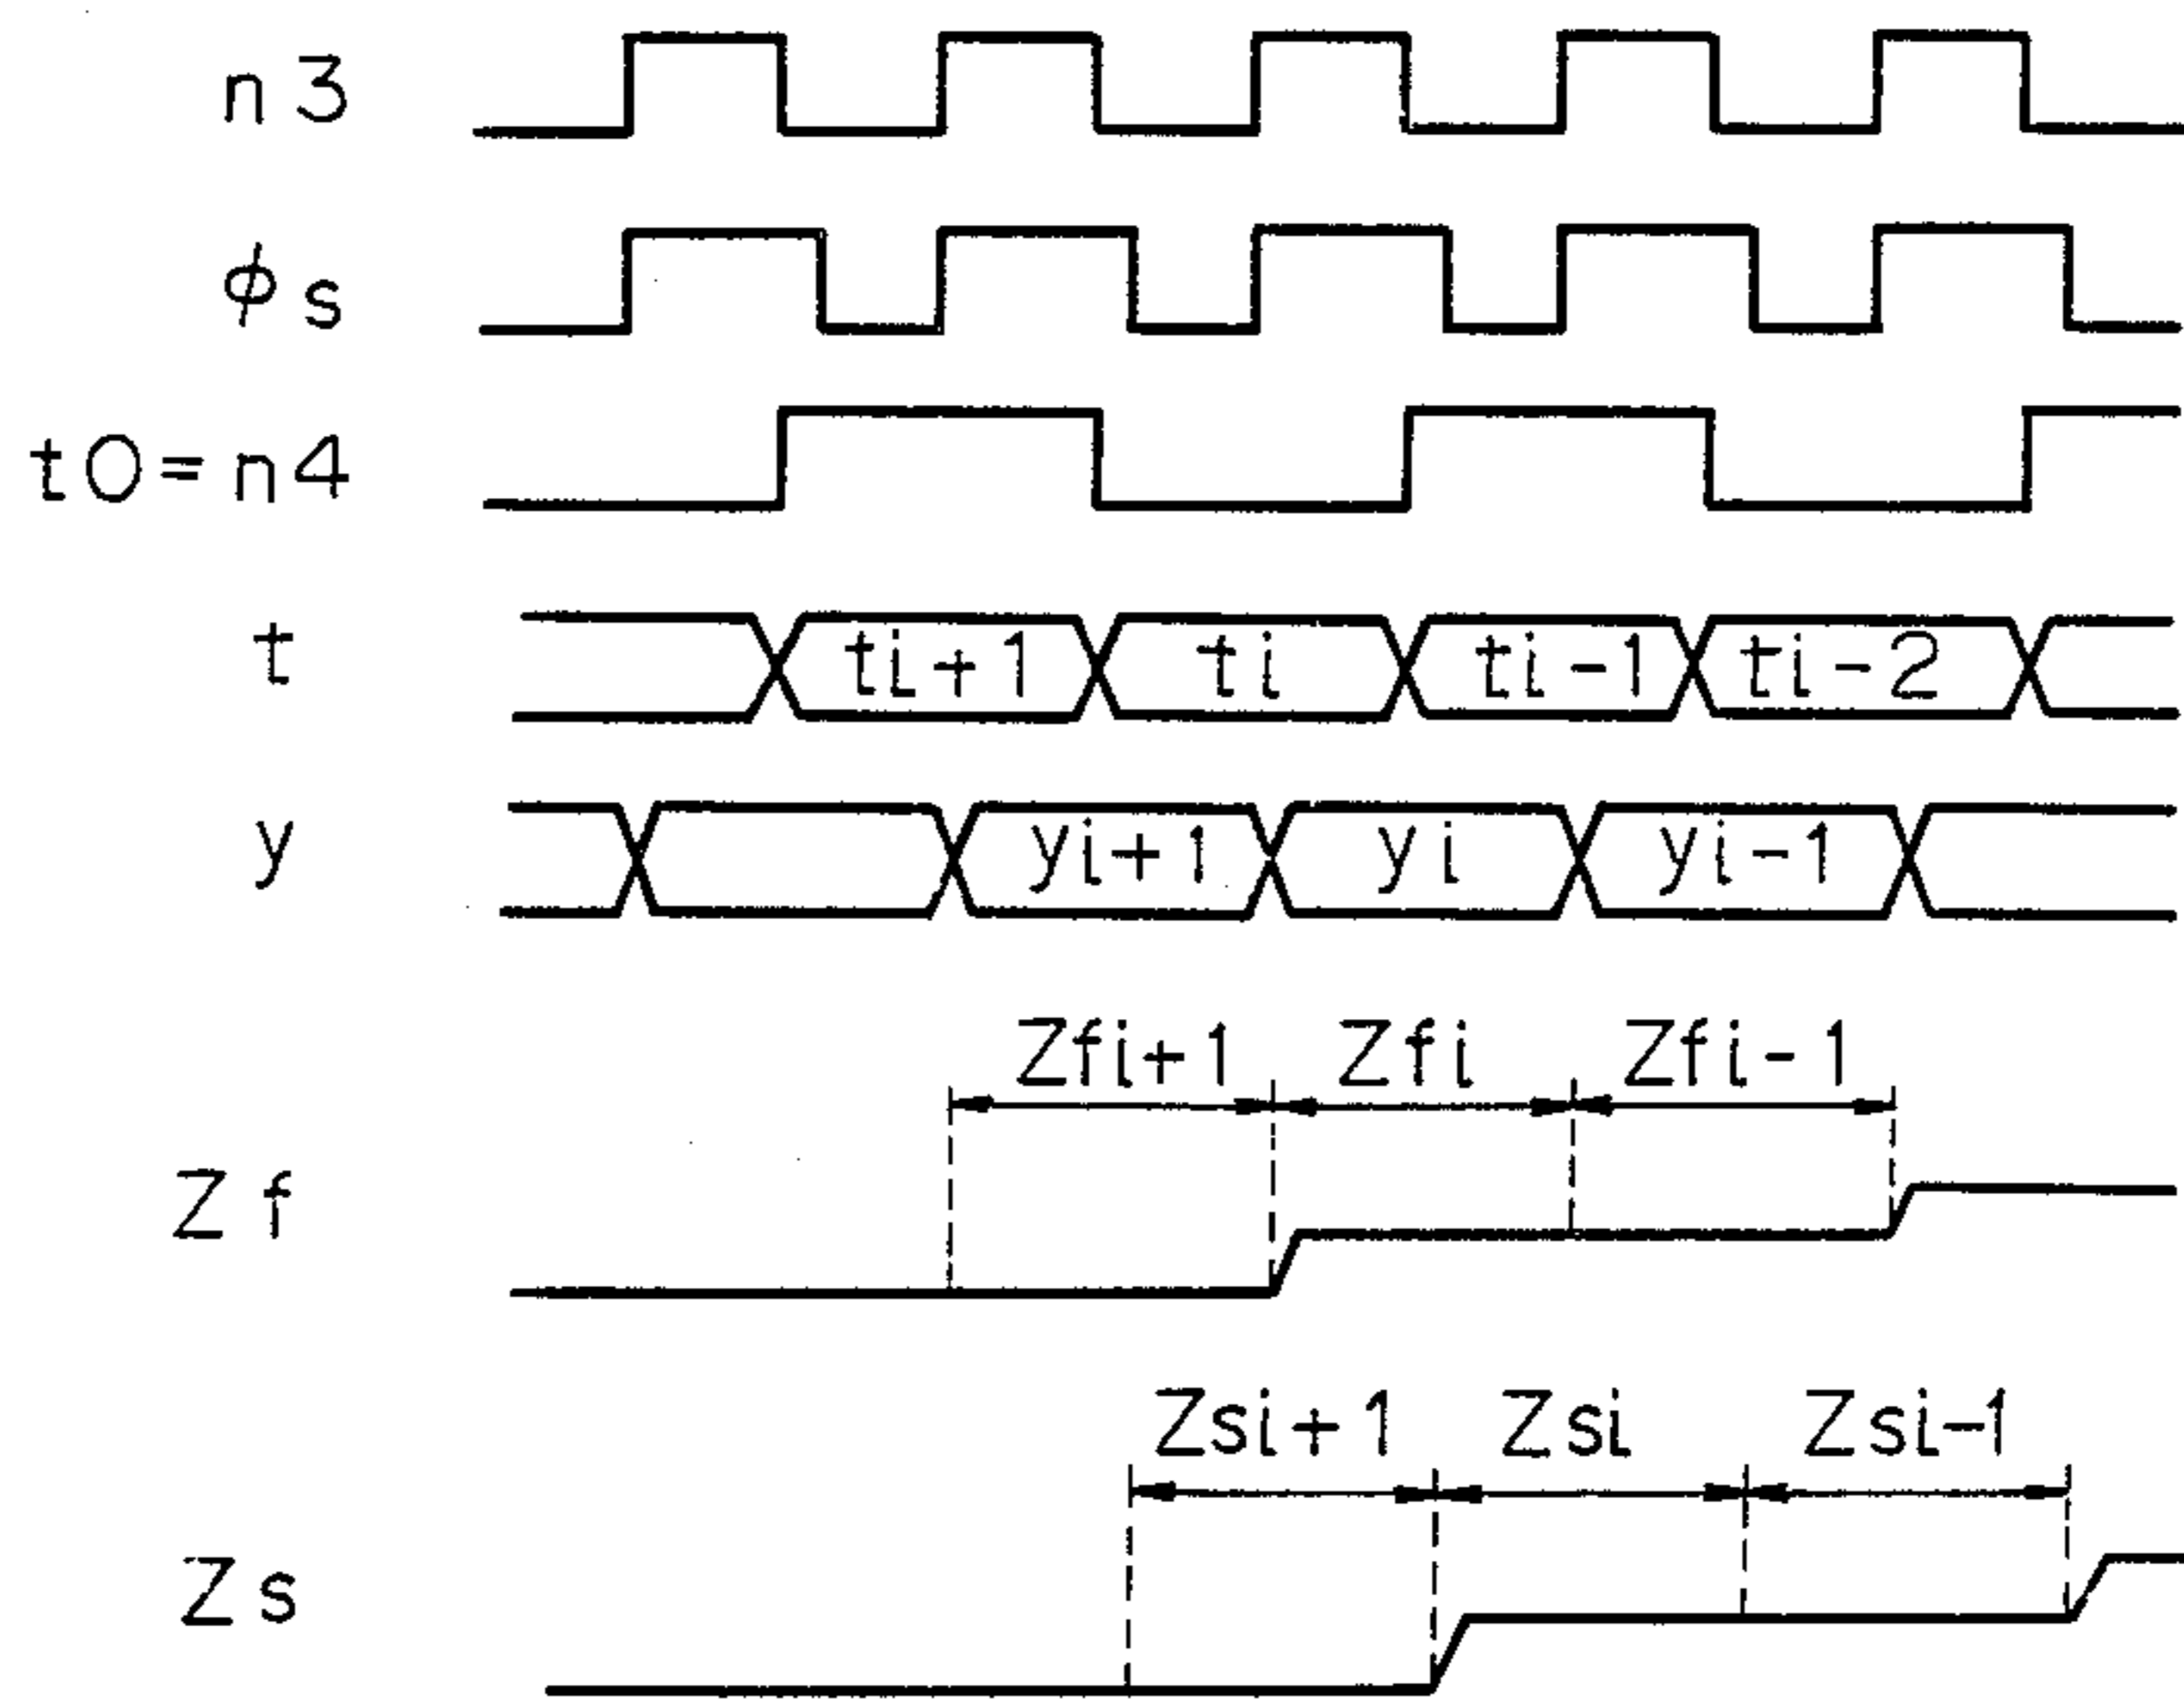 n3
φs
t0=n4
t
ti+1 ti ti-1 ti-2
y
yi+1 yi yi-1
Zfi+1 Zfi Zfi-1
Zf
Zsi+1 Zsi Zsi-1
Zs